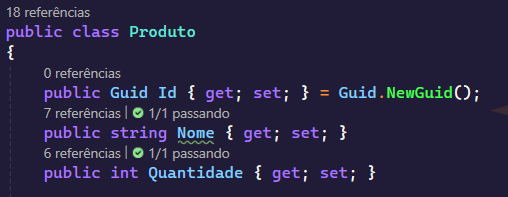 18 referências
public class Produto
{
0 referências
public Guid Id { get; set; } = Guid.NewGuid();
7 referências | 1/1 passando
public string Nome { get; set; }
6 referências | 1/1 passando
public int Quantidade { get; set; }